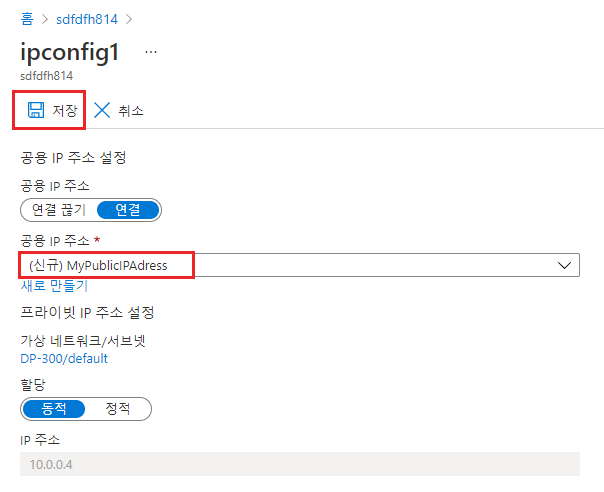 홈 > sdfdfh814 >
ipconfig1 ...
sdfdfh814
저장 취소
공용 IP 주소 설정
공용 IP 주소
연결 끊기 연결
공용 IP 주소 *
(신규) MyPublicIPAdress
새로 만들기
프라이빗 IP 주소 설정
가상 네트워크/서브넷
DP-300/default
할당
동적 정적
IP 주소
10.0.0.4